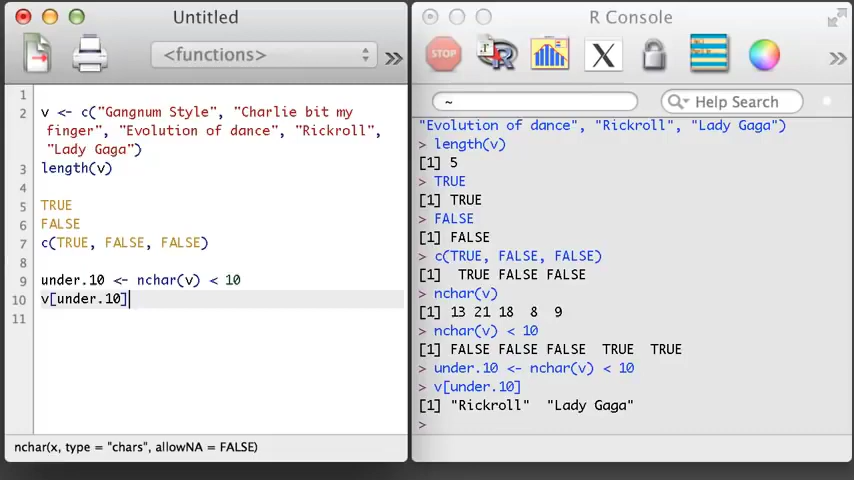 Untitled
<functions>
»
1
2 v <- c("Gangnum Style", "Charlie bit my
finger", "Evolution of dance", "Rickroll",
"Lady Gaga")
3 length(v)
4
5 TRUE
6 FALSE
7 c(TRUE, FALSE, FALSE)
8
9 under.10 <- nchar(v) < 10
10 v[under.10]
11
nchar(x, type = "chars", allowNA = FALSE)
R Console
STOP
R
X
»
~
Help Search
"Evolution of dance", "Rickroll", "Lady Gaga")
> length(v)
[1] 5
> TRUE
[1] TRUE
> FALSE
[1] FALSE
> c(TRUE, FALSE, FALSE)
[1]  TRUE FALSE FALSE
> nchar(v)
[1] 13 21 18  8  9
> nchar(v) < 10
[1] FALSE FALSE FALSE  TRUE  TRUE
> under.10 <- nchar(v) < 10
> v[under.10]
[1] "Rickroll"  "Lady Gaga"
>